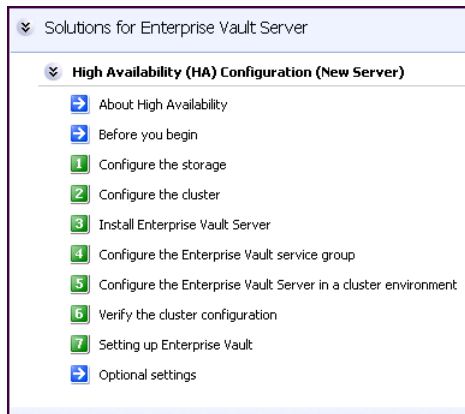 Solutions for Enterprise Vault Server
High Availability (HA) Configuration (New Server)
About High Availability
Before you begin
1 Configure the storage
2 Configure the cluster
3 Install Enterprise Vault Server
4 Configure the Enterprise Vault service group
5 Configure the Enterprise Vault Server in a cluster environment
6 Verify the cluster configuration
7 Setting up Enterprise Vault
Optional settings